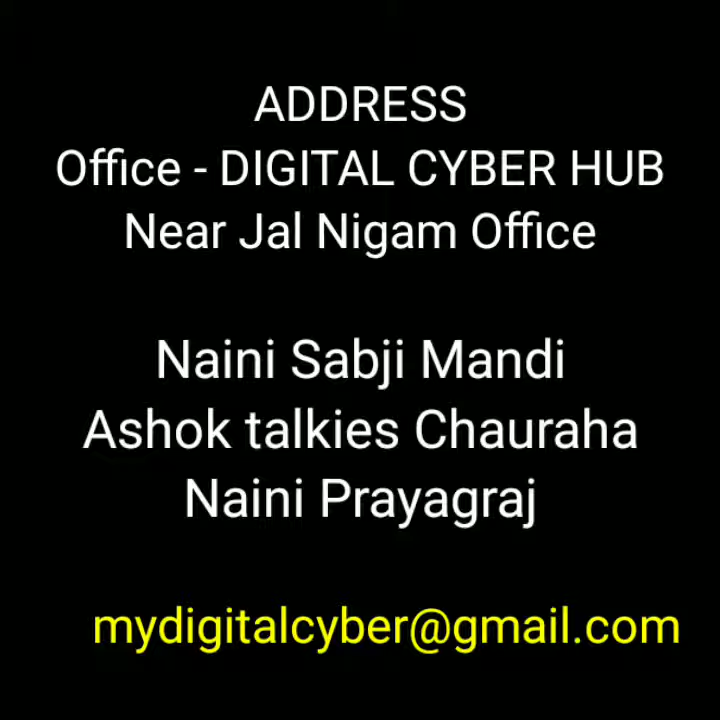 ADDRESS
Office - DIGITAL CYBER HUB
Near Jal Nigam Office
Naini Sabji Mandi
Ashok talkies Chauraha
Naini Prayagraj
mydigitalcyber@gmail.com